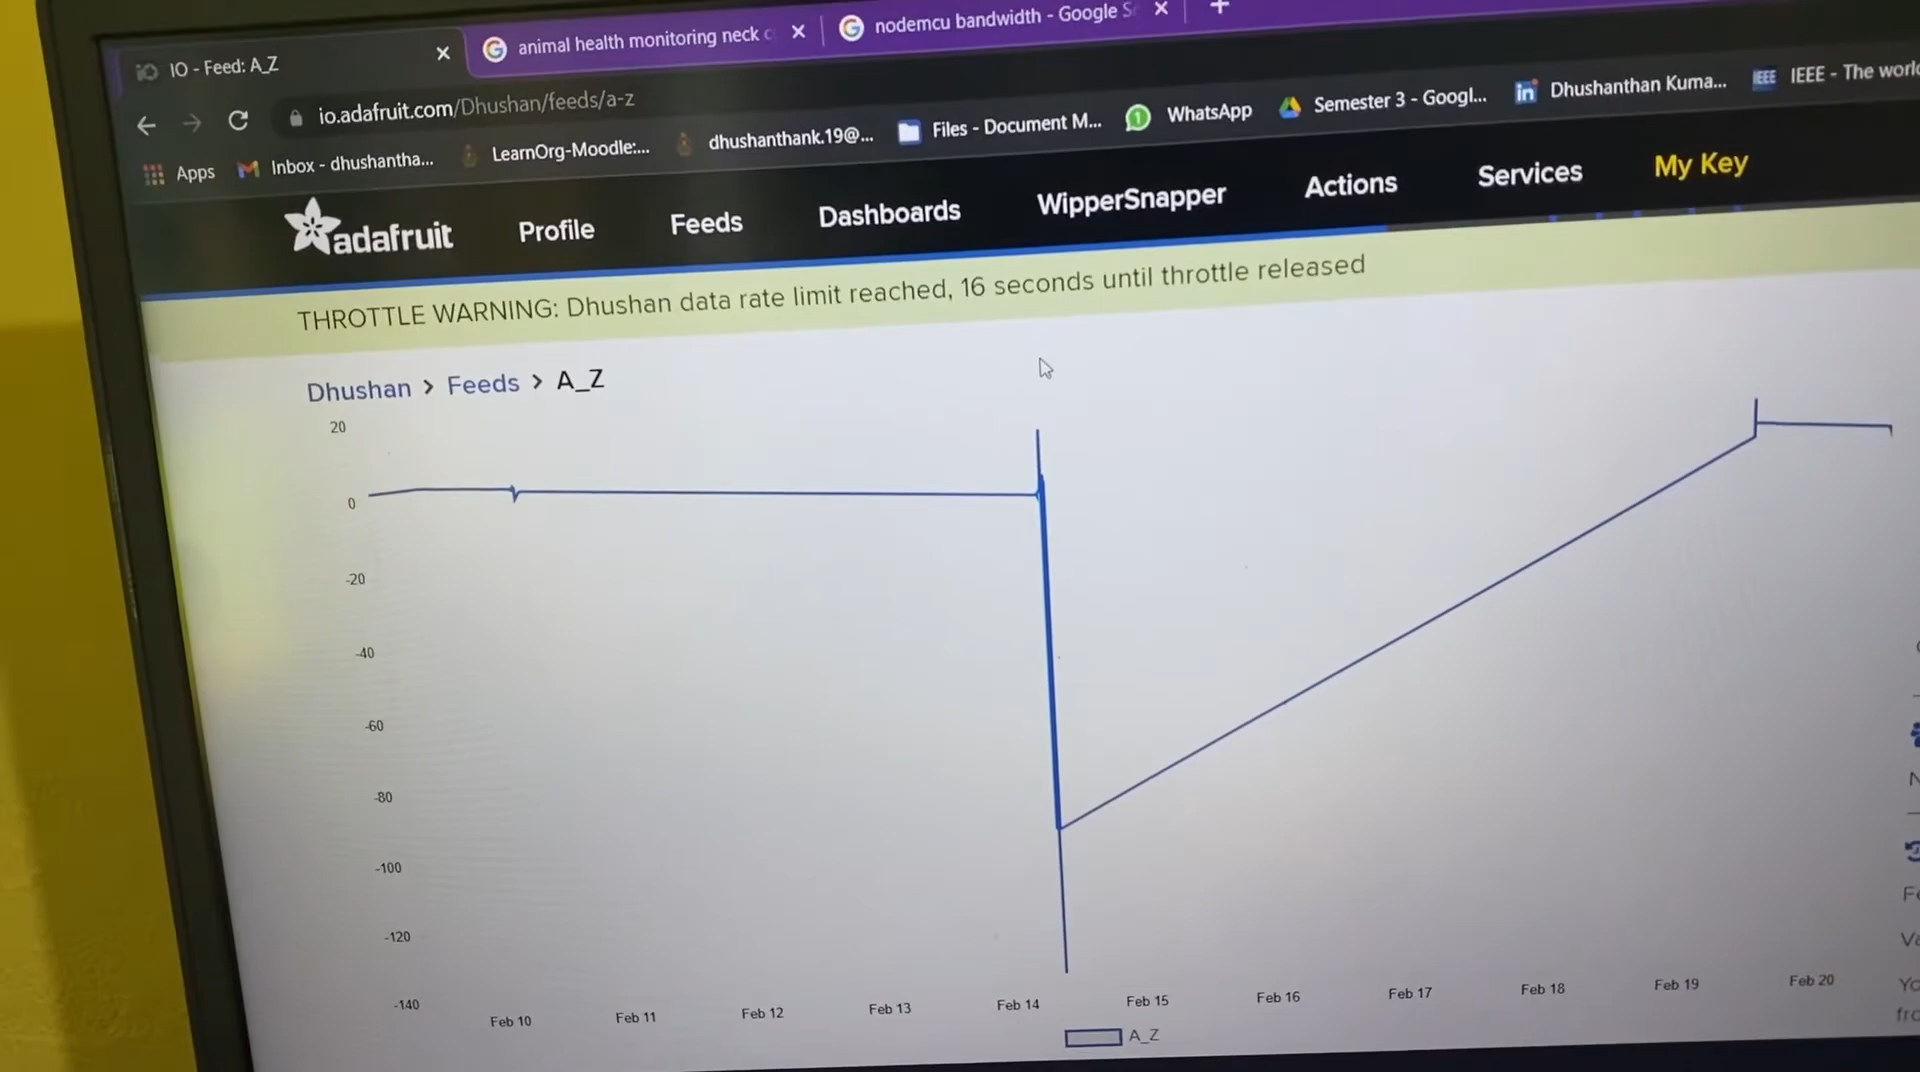 IO - Feed: A_Z
animal health monitoring neck c
nodemcu bandwidth - Google S
io.adafruit.com/Dhushan/feeds/a-z
Apps
Inbox - dhushantha...
LearnOrg-Moodle:...
dhushanthank.19@...
Files - Document M...
WhatsApp
Semester 3 - Googl...
Dhushanthan Kuma...
IEEE - The world
adafruit
Profile
Feeds
Dashboards
WipperSnapper
Actions
Services
My Key
THROTTLE WARNING: Dhushan data rate limit reached, 16 seconds until throttle released
Dhushan > Feeds > A_Z
20
0
-20
-40
-60
-80
-100
-120
-140
Feb 10
Feb 11
Feb 12
Feb 13
Feb 14
Feb 15
Feb 16
Feb 17
Feb 18
Feb 19
Feb 20
A_Z